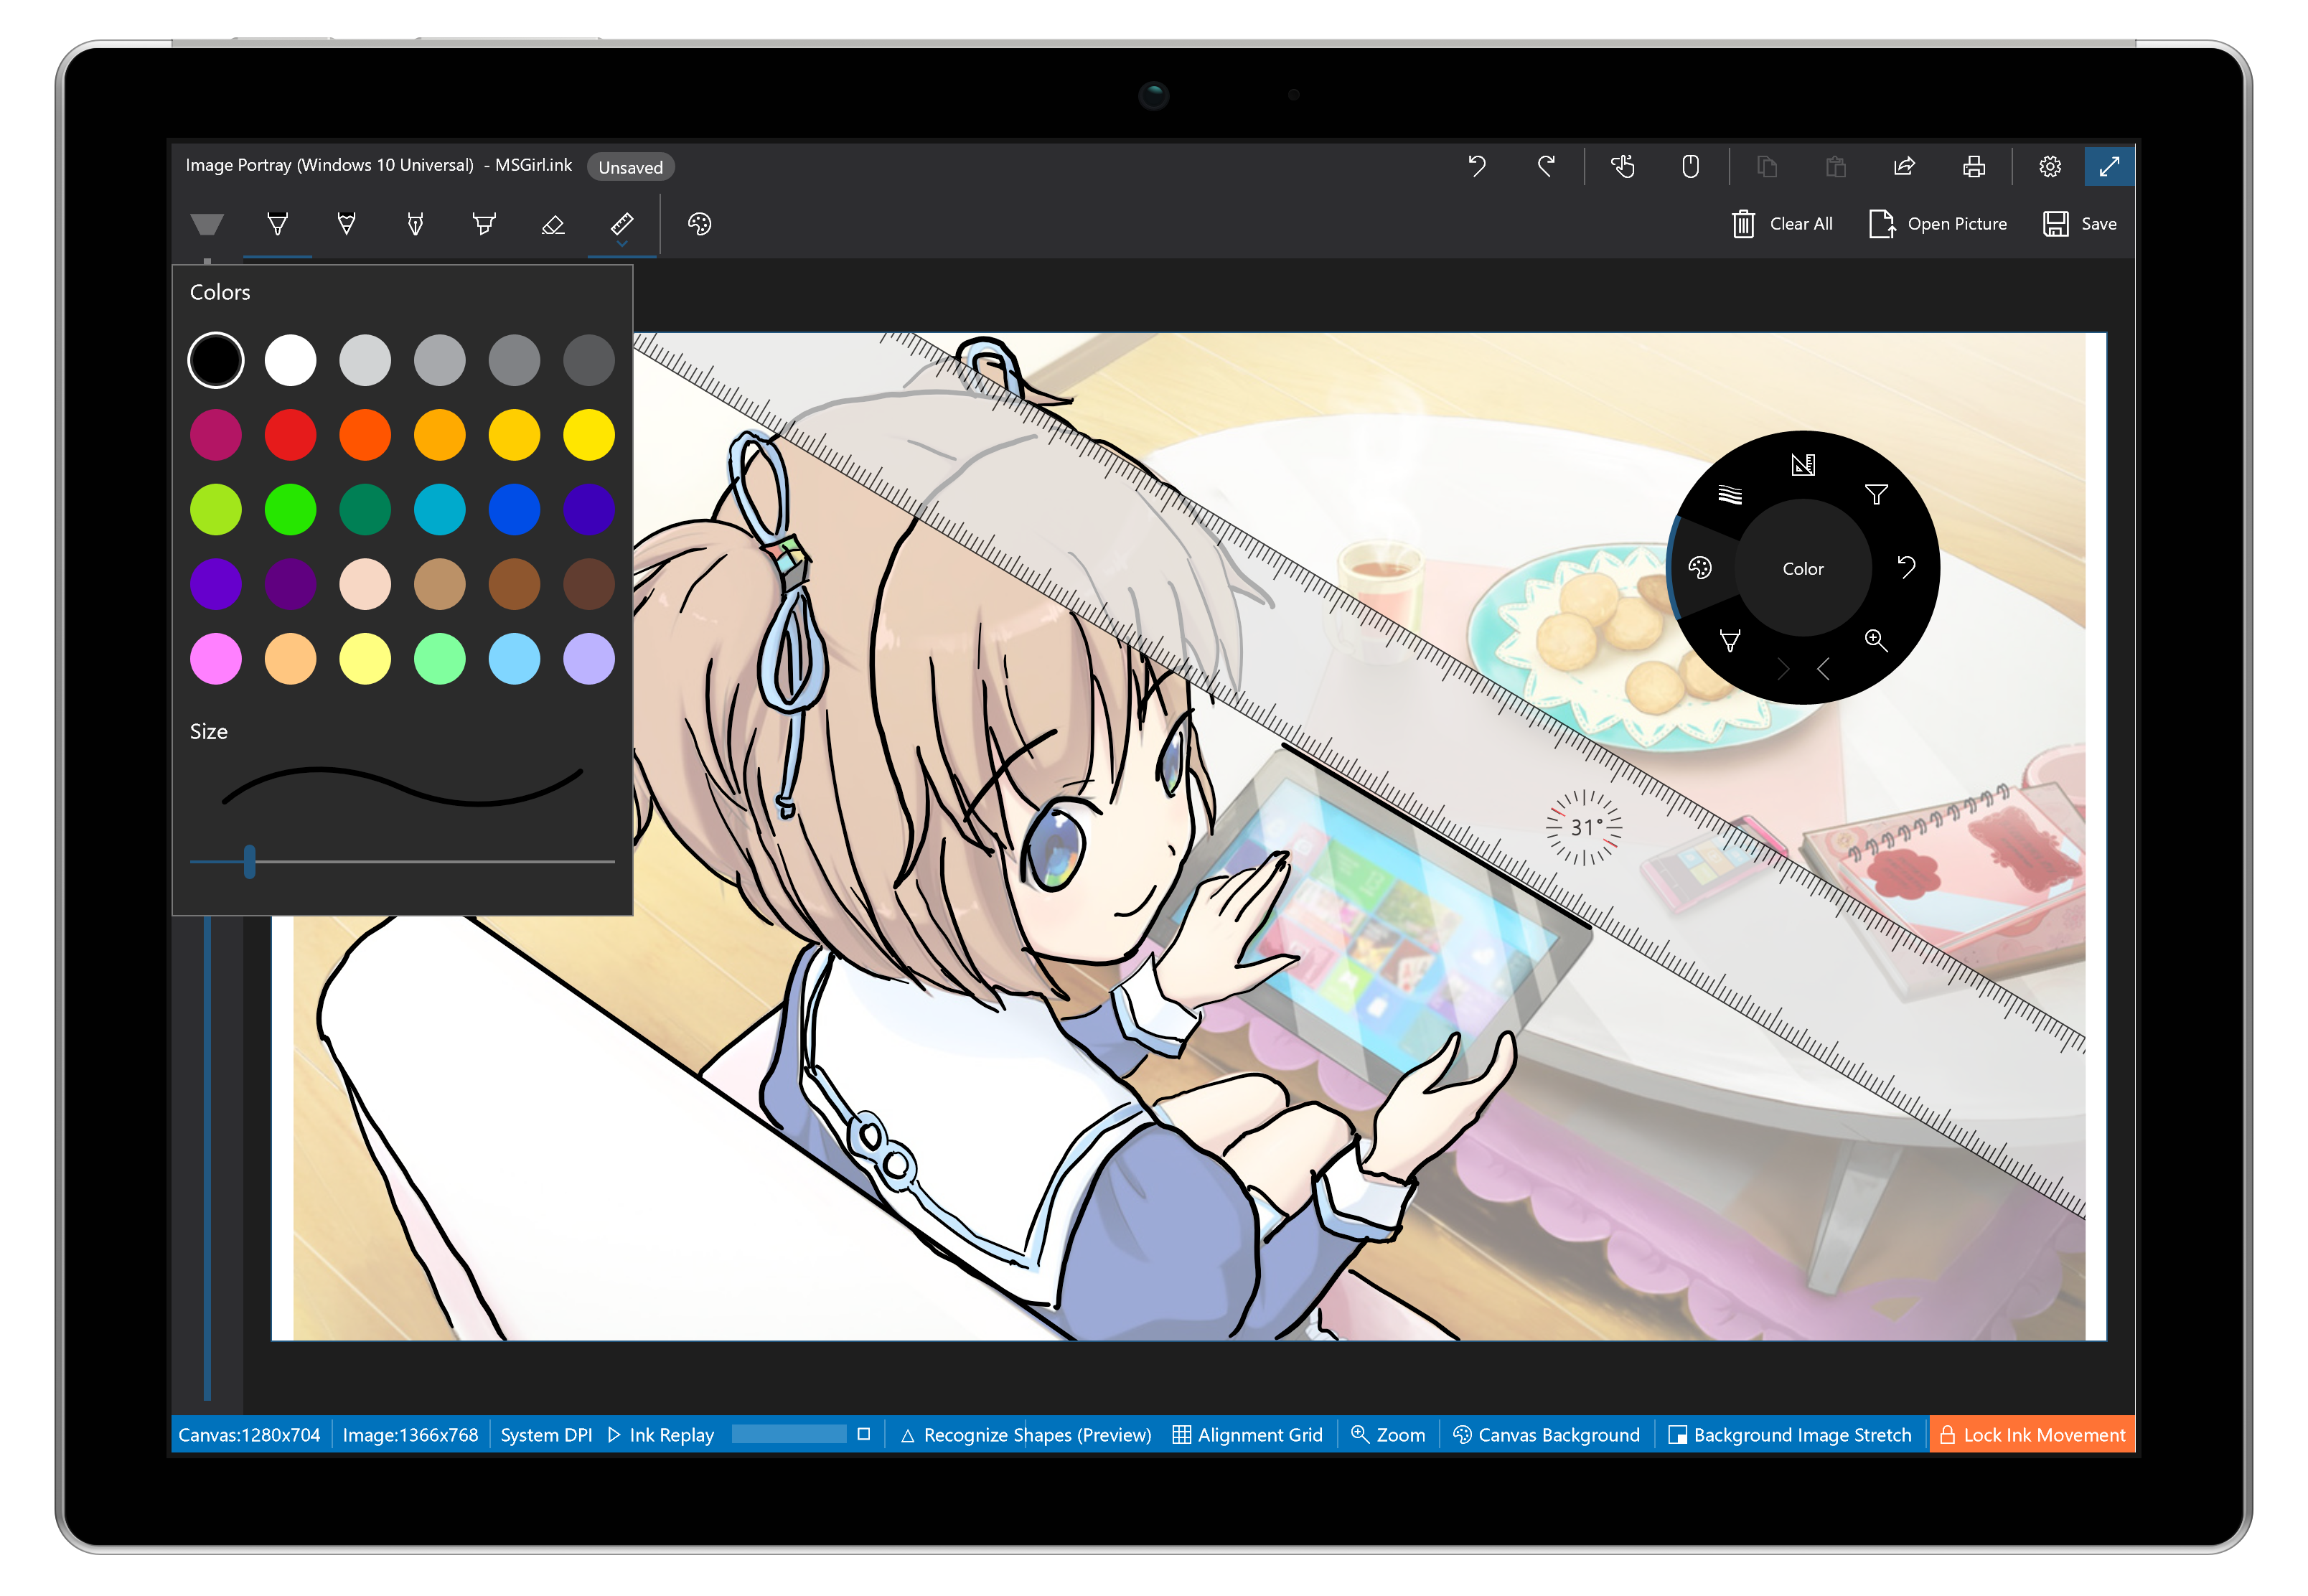 Image Portray (Windows 10 Universal)  - MSGirl.ink
Unsaved
Clear All
Open Picture
Save
Colors
Size
Color
31°
Canvas:1280x704
Image:1366x768
System DPI
Ink Replay
Recognize Shapes (Preview)
Alignment Grid
Zoom
Canvas Background
Background Image Stretch
Lock Ink Movement